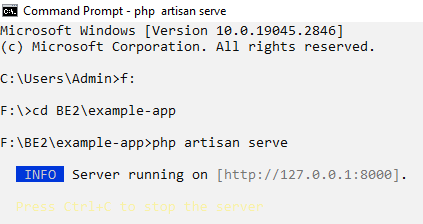 Command Prompt - php  artisan serve
Microsoft Windows [Version 10.0.19045.2846]
(c) Microsoft Corporation. All rights reserved.
C:\Users\Admin>f:
F:\>cd BE2\example-app
F:\BE2\example-app>php artisan serve
INFO  Server running on [http://127.0.0.1:8000].
Press Ctrl+C to stop the server